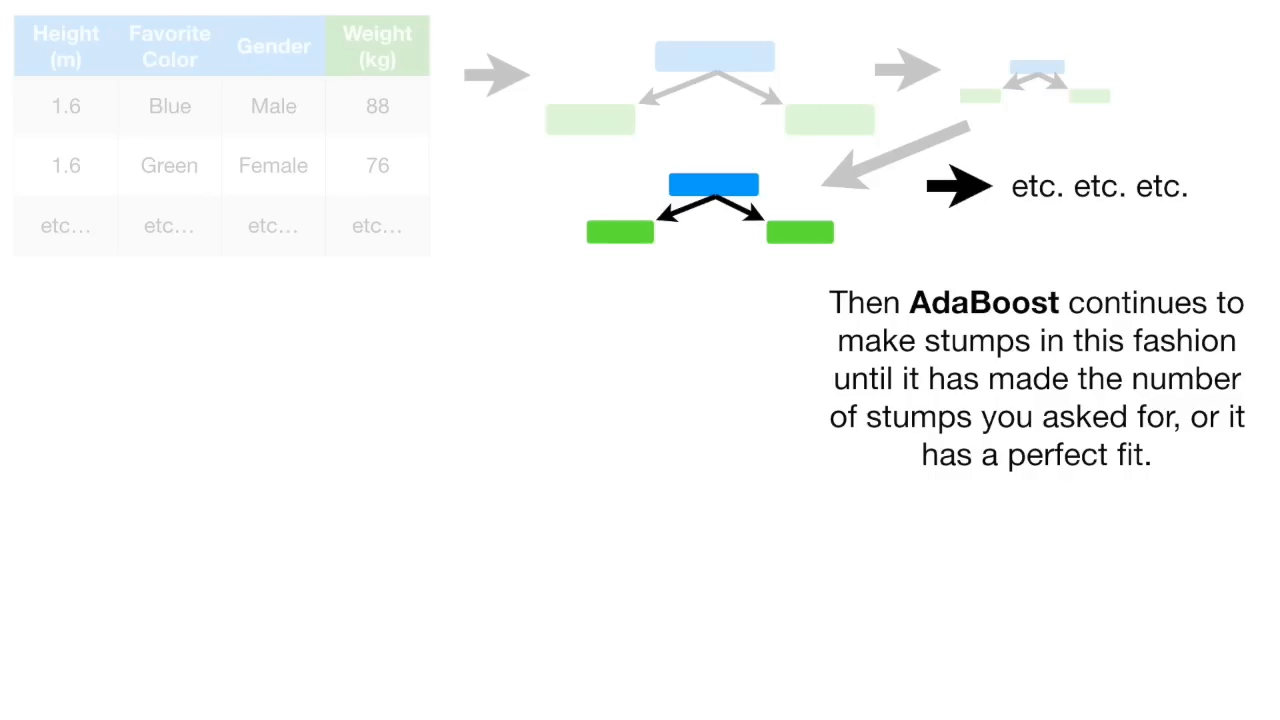 Height (m) Favorite Color Gender Weight (kg)
1.6 Blue Male 88
1.6 Green Female 76
etc... etc... etc... etc...
etc. etc. etc.
Then AdaBoost continues to
make stumps in this fashion
until it has made the number
of stumps you asked for, or it
has a perfect fit.